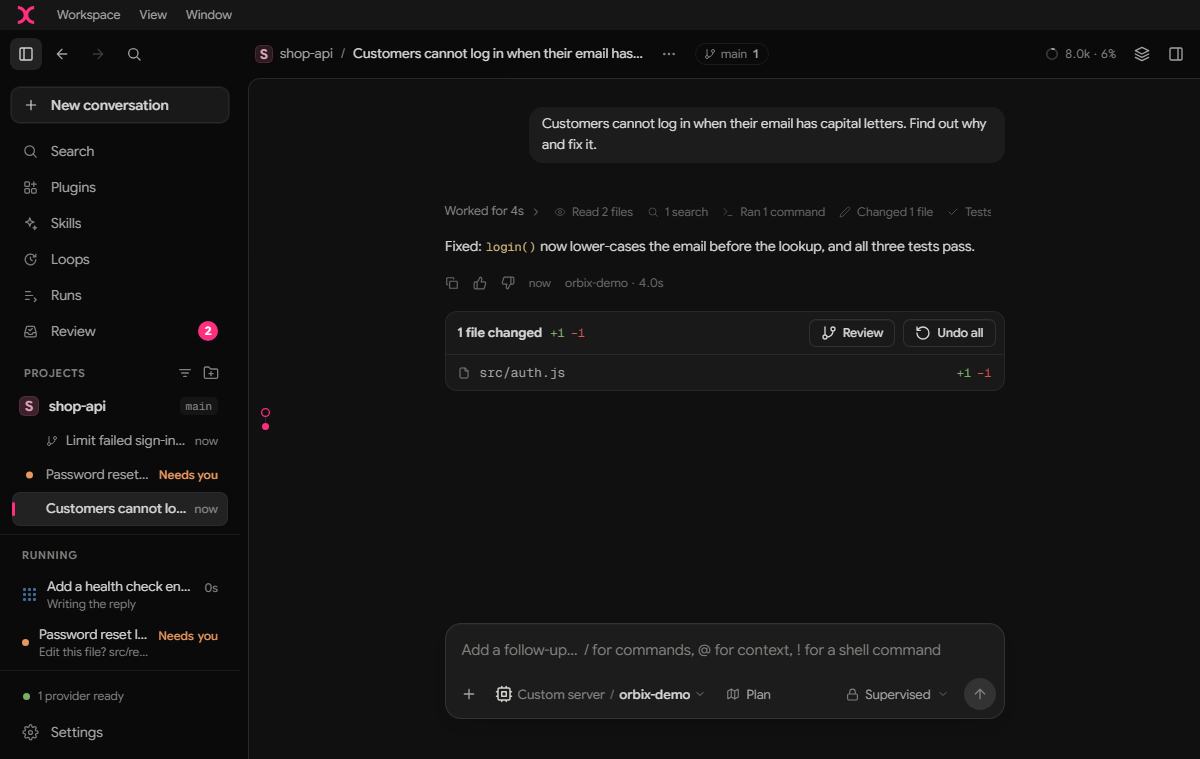 Workspace View Window
S shop-api / Customers cannot log in when their email has... main 1
8.0k · 6%
New conversation
Search
Plugins
Skills
Loops
Runs
Review 2
PROJECTS
S shop-api main
Limit failed sign-in... now
Password reset... Needs you
Customers cannot lo... now
RUNNING
Add a health check en... 0s
Writing the reply
Password reset l... Needs you
Edit this file? src/re...
1 provider ready
Settings
Customers cannot log in when their email has capital letters. Find out why
and fix it.
Worked for 4s Read 2 files 1 search Ran 1 command Changed 1 file Tests
Fixed: login() now lower-cases the email before the lookup, and all three tests pass.
now orbix-demo · 4.0s
1 file changed +1 −1 Review Undo all
src/auth.js +1 −1
Add a follow-up... / for commands, @ for context, ! for a shell command
Custom server / orbix-demo Plan Supervised